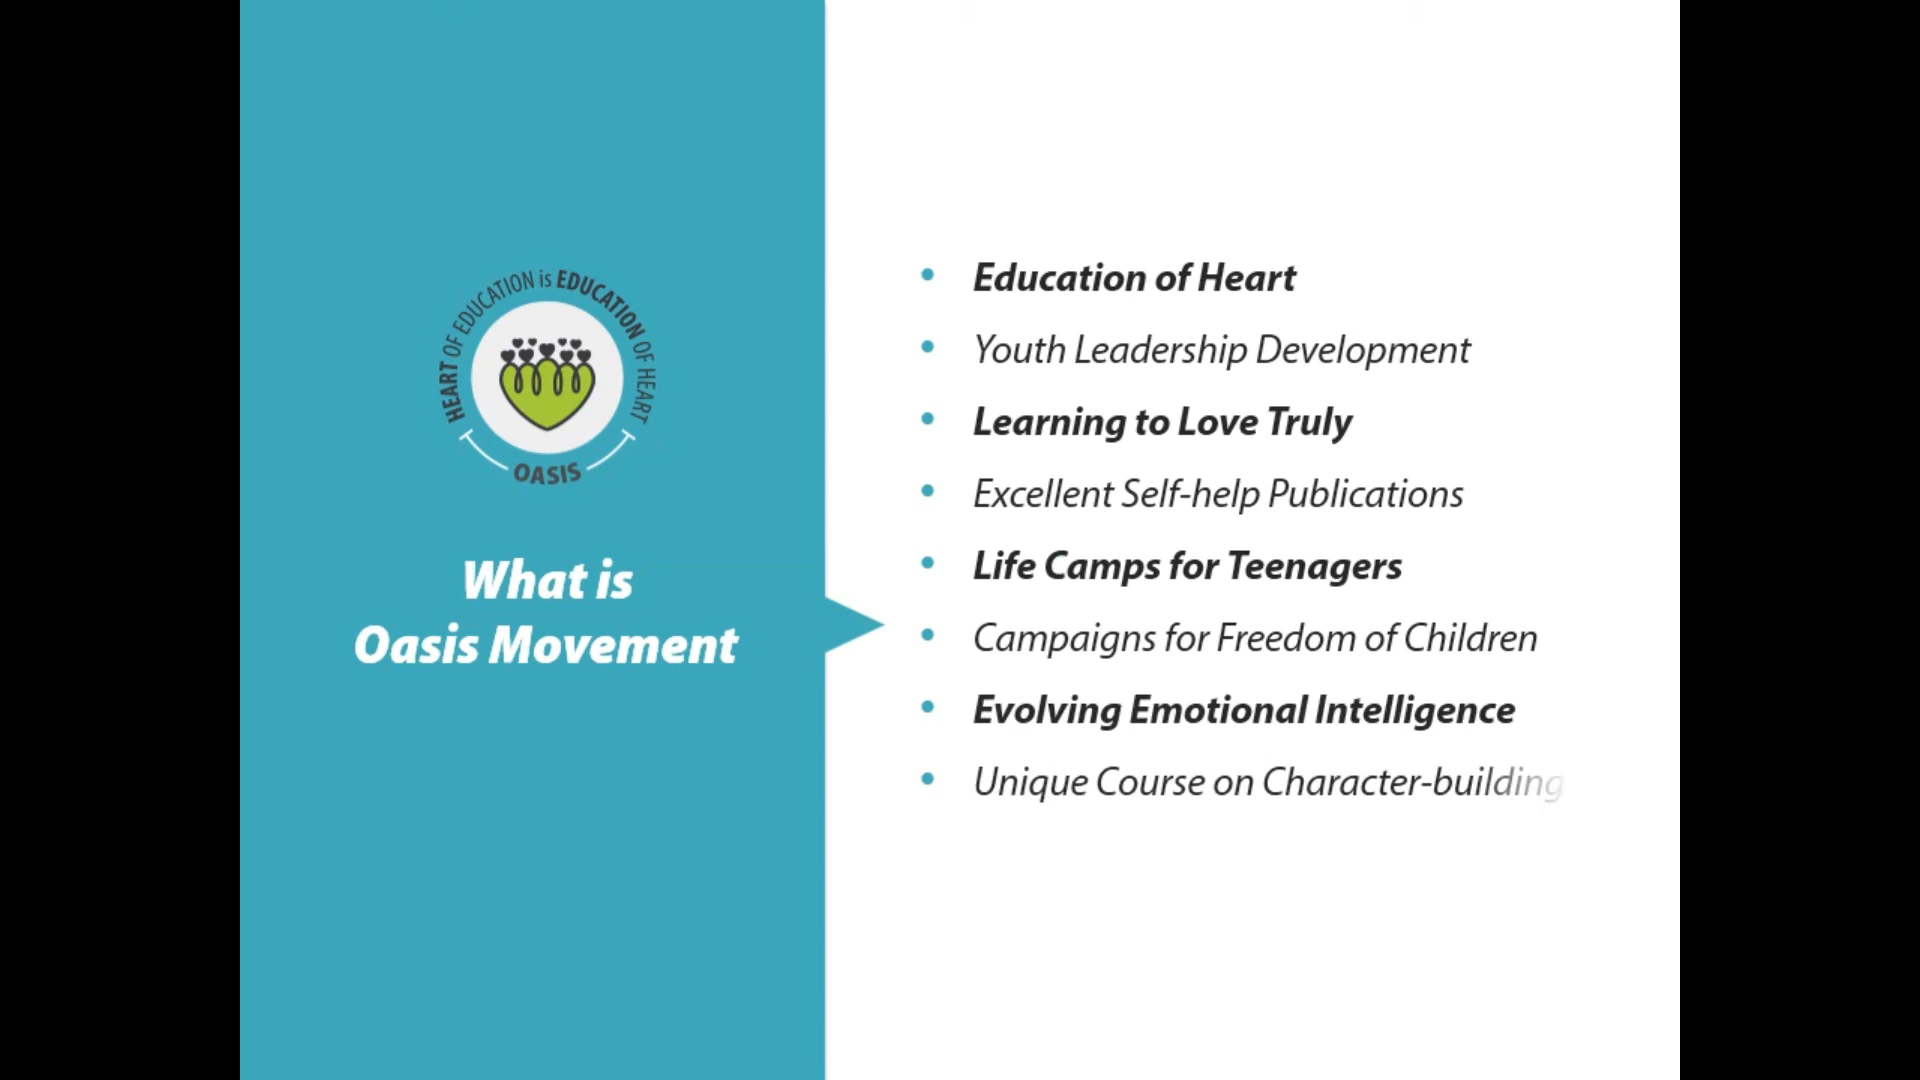 HEART OF EDUCATION is EDUCATION OF HEART
OASIS
What is
Oasis Movement
Education of Heart
Youth Leadership Development
Learning to Love Truly
Excellent Self-help Publications
Life Camps for Teenagers
Campaigns for Freedom of Children
Evolving Emotional Intelligence
Unique Course on Character-building